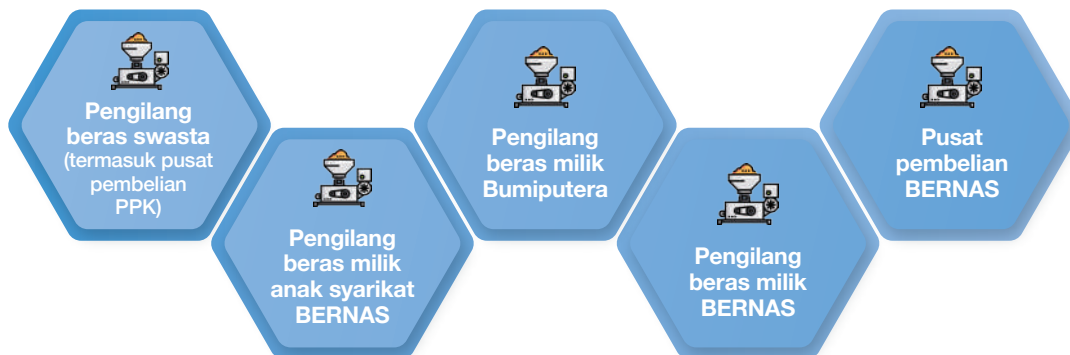 Pengilang
beras swasta
(termasuk pusat
pembelian
PPK)
Pengilang
beras milik
anak syarikat
BERNAS
Pengilang
beras milik
Bumiputera
Pengilang
beras milik
BERNAS
Pusat
pembelian
BERNAS